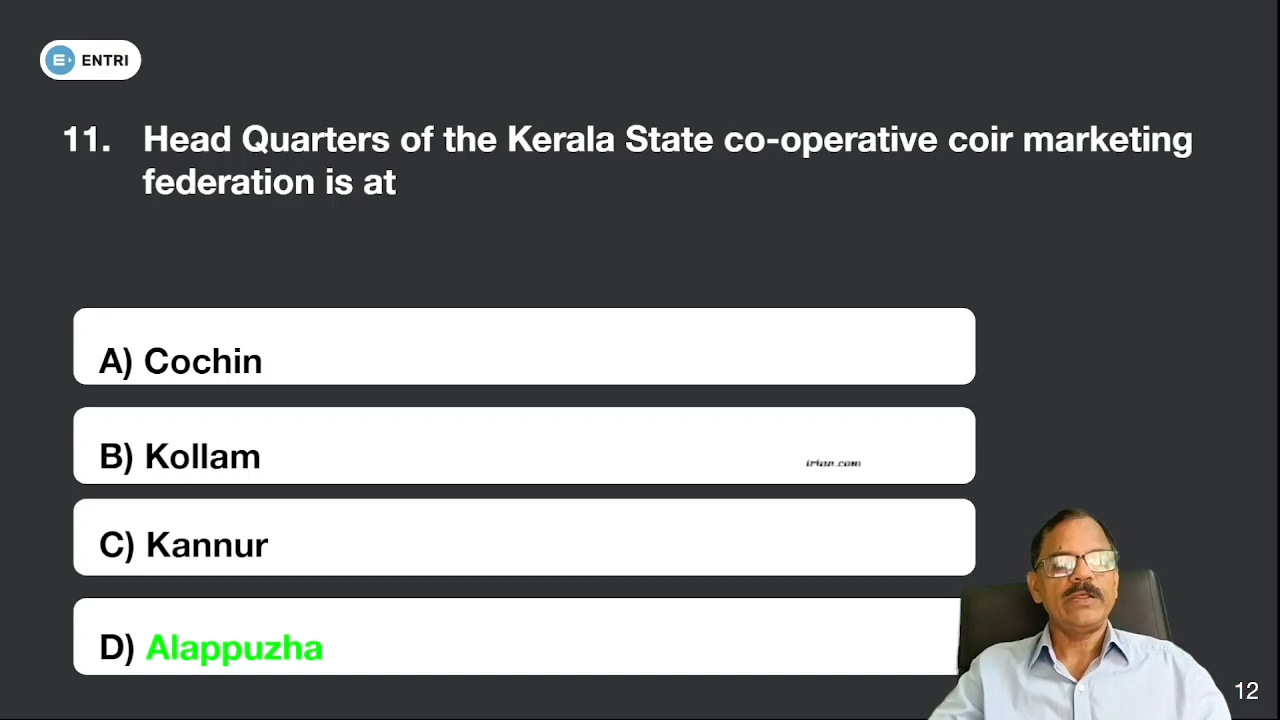 ENTRI
11. Head Quarters of the Kerala State co-operative coir marketing
federation is at
A) Cochin
B) Kollam
C) Kannur
D) Alappuzha
12